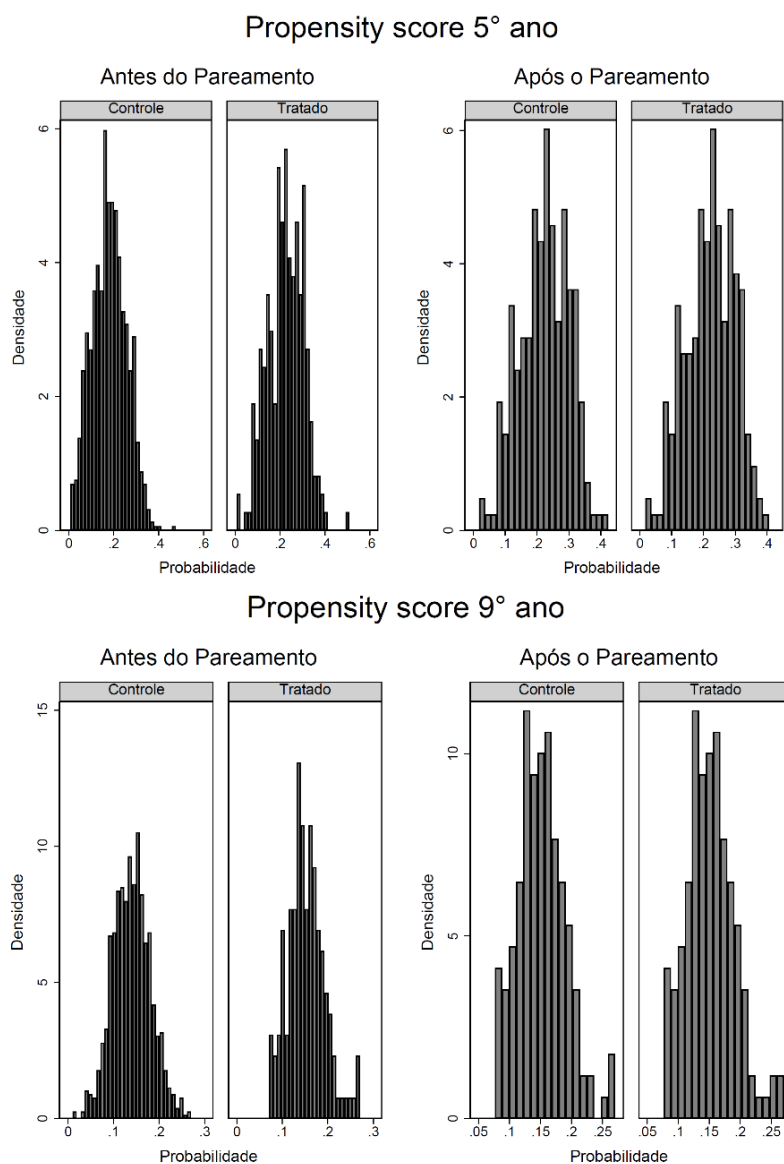 Propensity score 5° ano
Antes do Pareamento
Após o Pareamento
Controle
Tratado
Controle
Tratado
Densidade
6
4
2
0
0 .2 .4 .6
0 .2 .4 .6
Probabilidade
Densidade
6
4
2
0
0 .1 .2 .3 .4
0 .1 .2 .3 .4
Probabilidade
Propensity score 9° ano
Antes do Pareamento
Após o Pareamento
Controle
Tratado
Controle
Tratado
Densidade
15
10
5
0
0 .1 .2 .3
0 .1 .2 .3
Probabilidade
Densidade
10
5
0
.05 .1 .15 .2 .25
.05 .1 .15 .2 .25
Probabilidade